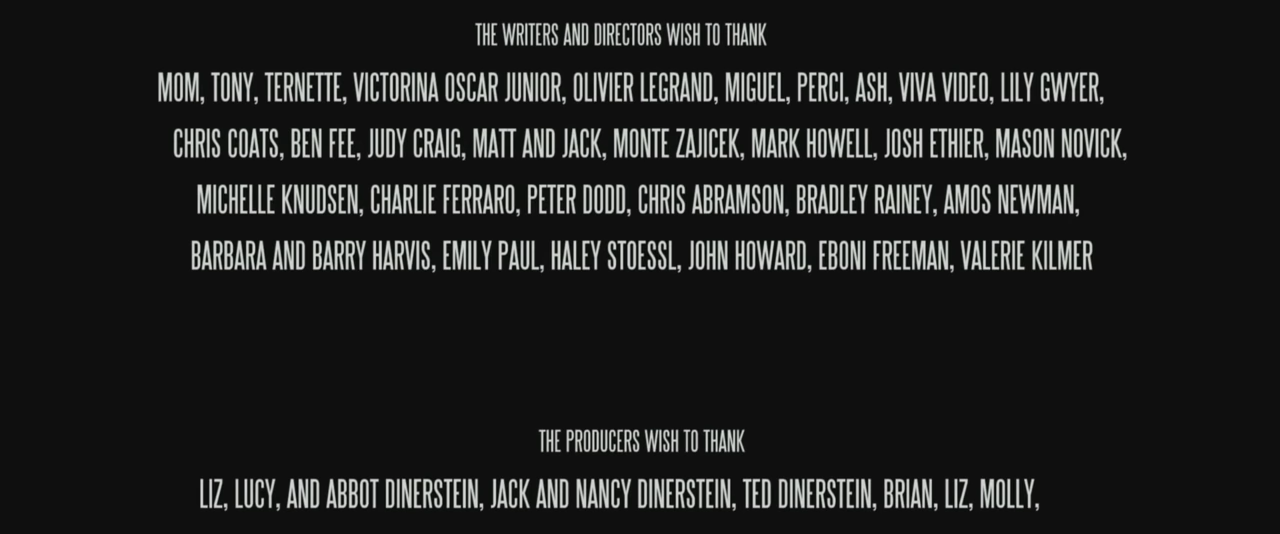 THE WRITERS AND DIRECTORS WISH TO THANK
MOM, TONY, TERNETTE, VICTORINA OSCAR JUNIOR, OLIVIER LEGRAND, MIGUEL, PERCI, ASH, VIVA VIDEO, LILY GWYER,
CHRIS COATS, BEN FEE, JUDY CRAIG, MATT AND JACK, MONTE ZAJICEK, MARK HOWELL, JOSH ETHIER, MASON NOVICK,
MICHELLE KNUDSEN, CHARLIE FERRARO, PETER DODD, CHRIS ABRAMSON, BRADLEY RAINEY, AMOS NEWMAN,
BARBARA AND BARRY HARVIS, EMILY PAUL, HALEY STOESSL, JOHN HOWARD, EBONI FREEMAN, VALERIE KILMER
THE PRODUCERS WISH TO THANK
LIZ, LUCY, AND ABBOT DINERSTEIN, JACK AND NANCY DINERSTEIN, TED DINERSTEIN, BRIAN, LIZ, MOLLY,